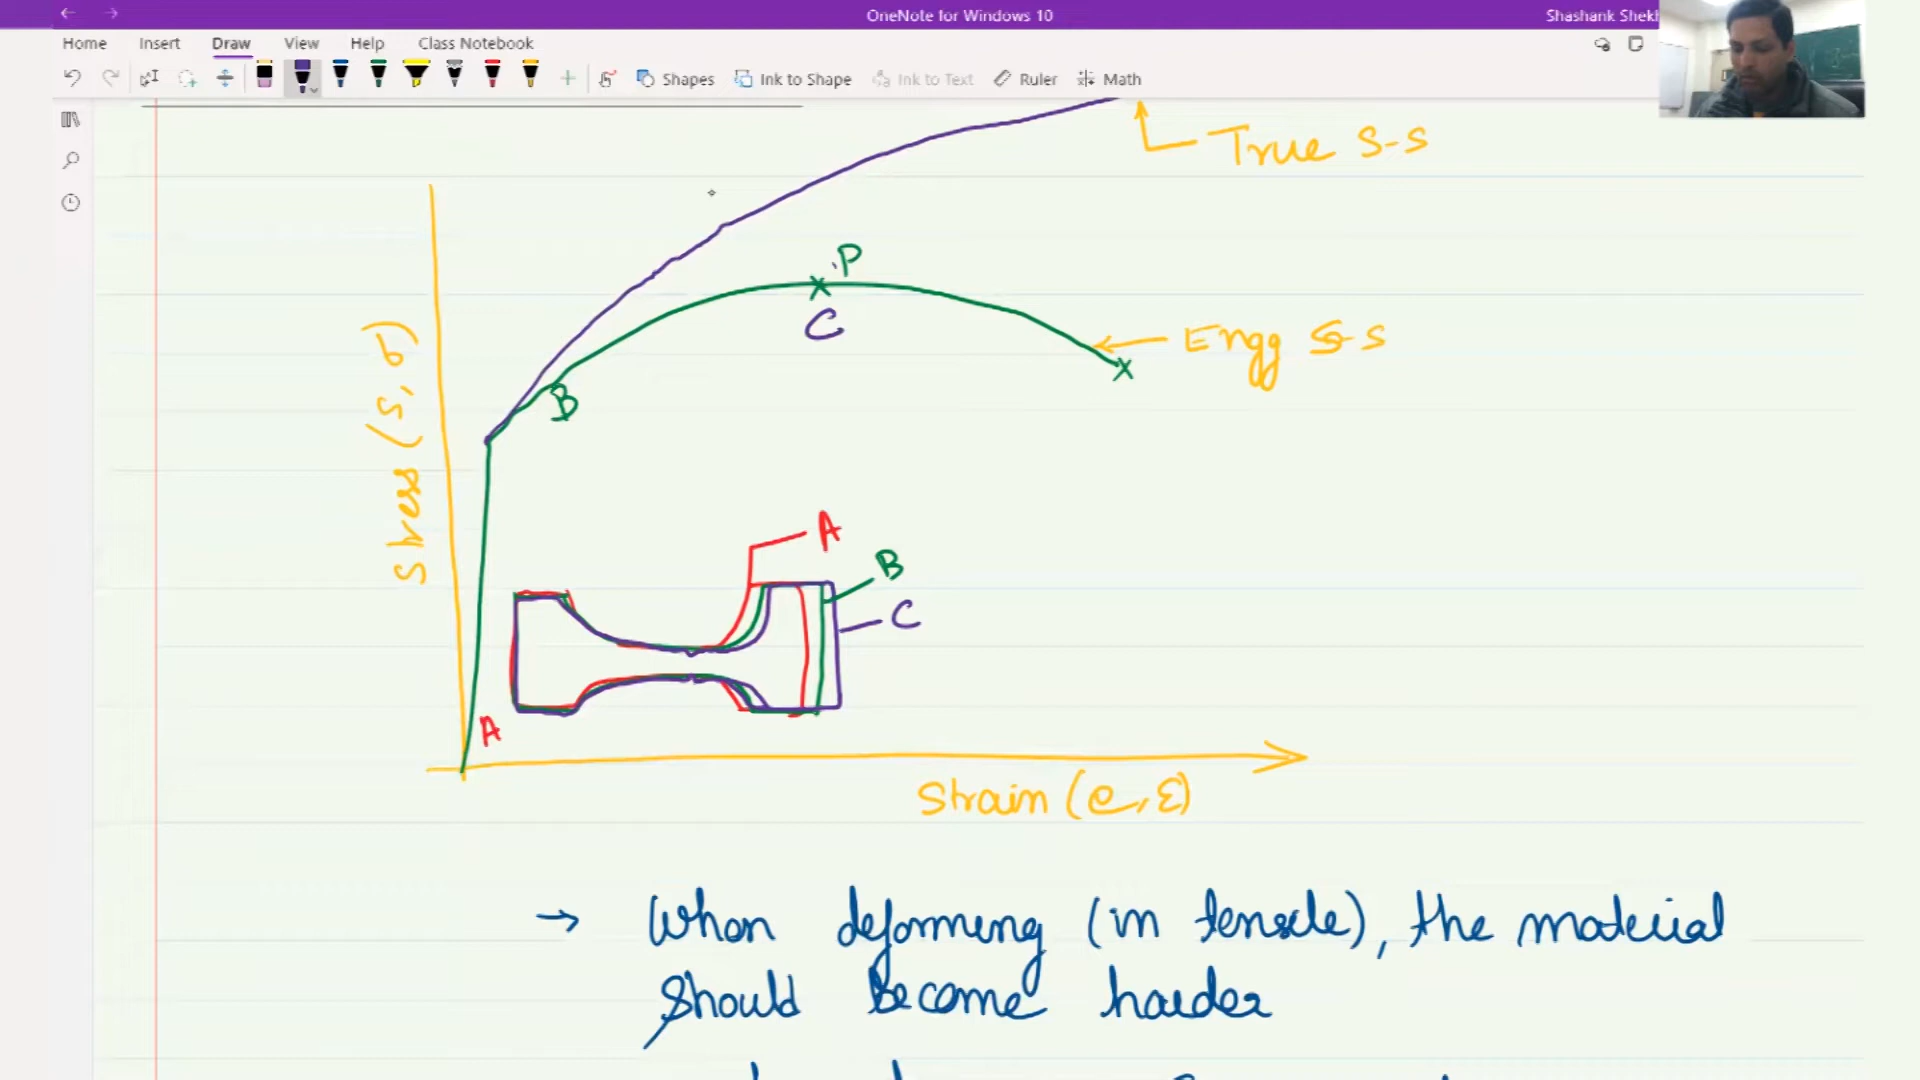 OneNote for Windows 10
Shashank Shekh
Home Insert Draw View Help Class Notebook
Shapes Ink to Shape Ink to Text Ruler Math
True S-S
P
C
Engg S-S
B
Stress (S, σ)
A
B
C
A
Strain (e, ε)
→ When deforming (in tensile), the material
should become harder